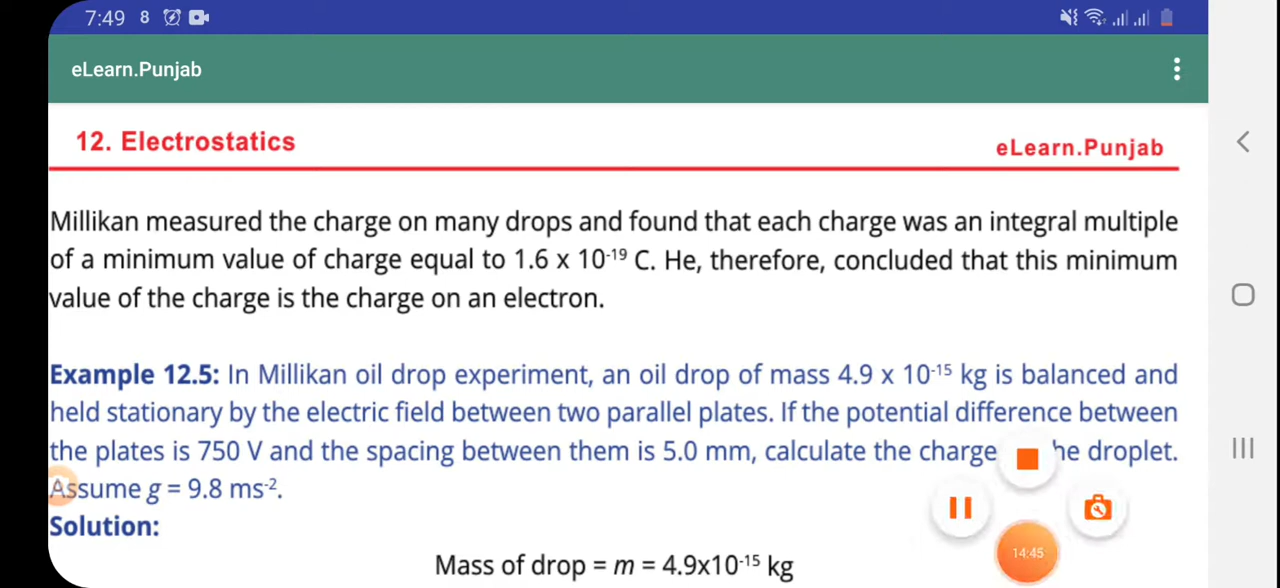 7:49 8
eLearn.Punjab
12. Electrostatics
eLearn.Punjab
Millikan measured the charge on many drops and found that each charge was an integral multiple
of a minimum value of charge equal to 1.6 x 10⁻¹⁹ C. He, therefore, concluded that this minimum
value of the charge is the charge on an electron.
Example 12.5: In Millikan oil drop experiment, an oil drop of mass 4.9 x 10⁻¹⁵ kg is balanced and
held stationary by the electric field between two parallel plates. If the potential difference between
the plates is 750 V and the spacing between them is 5.0 mm, calculate the charge he droplet.
Assume g = 9.8 ms⁻².
Solution:
Mass of drop = m = 4.9x10⁻¹⁵ kg
14:45